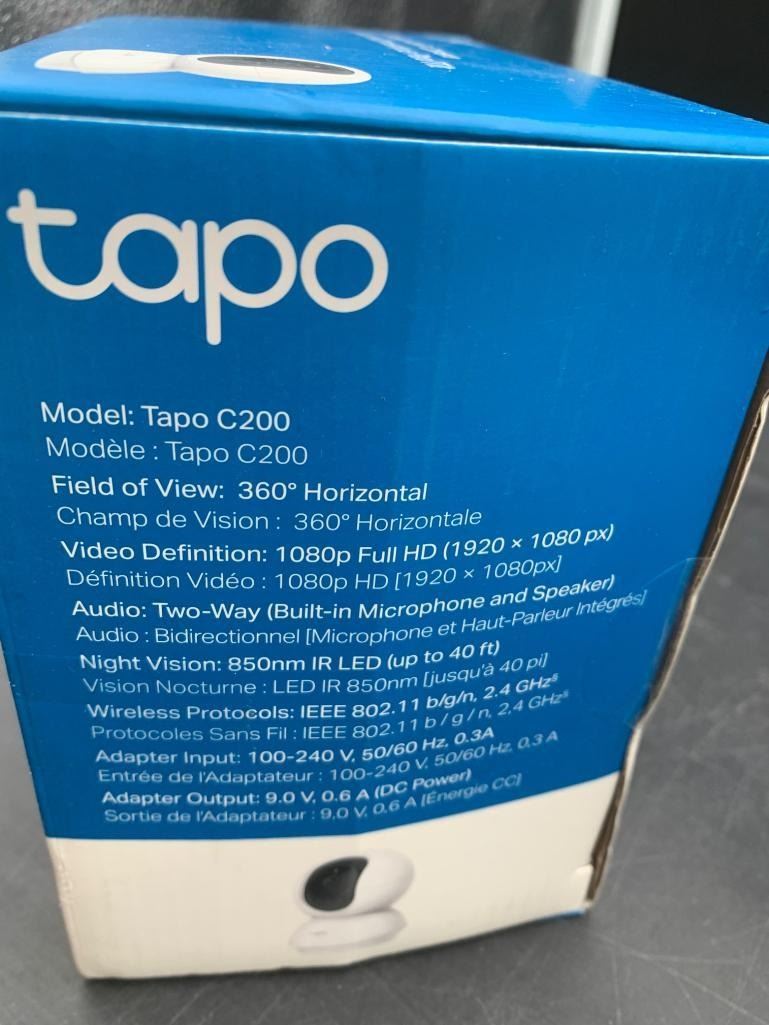 tapo
Model: Tapo C200
Modèle : Tapo C200
Field of View: 360° Horizontal
Champ de Vision : 360° Horizontale
Video Definition: 1080p Full HD (1920 × 1080 px)
Définition Vidéo : 1080p HD [1920 × 1080px]
Audio: Two-Way (Built-in Microphone and Speaker)
Audio : Bidirectionnel [Microphone et Haut-Parleur Intégrés]
Night Vision: 850nm IR LED (up to 40 ft)
Vision Nocturne : LED IR 850nm [jusqu'à 40 pi]
Wireless Protocols: IEEE 802.11 b/g/n, 2.4 GHz§
Protocoles Sans Fil : IEEE 802.11 b / g / n, 2,4 GHz§
Adapter Input: 100-240 V, 50/60 Hz, 0.3A
Entrée de l'Adaptateur : 100-240 V, 50/60 Hz, 0,3 A
Adapter Output: 9.0 V, 0.6 A (DC Power)
Sortie de l'Adaptateur : 9,0 V, 0,6 A [Énergie CC]